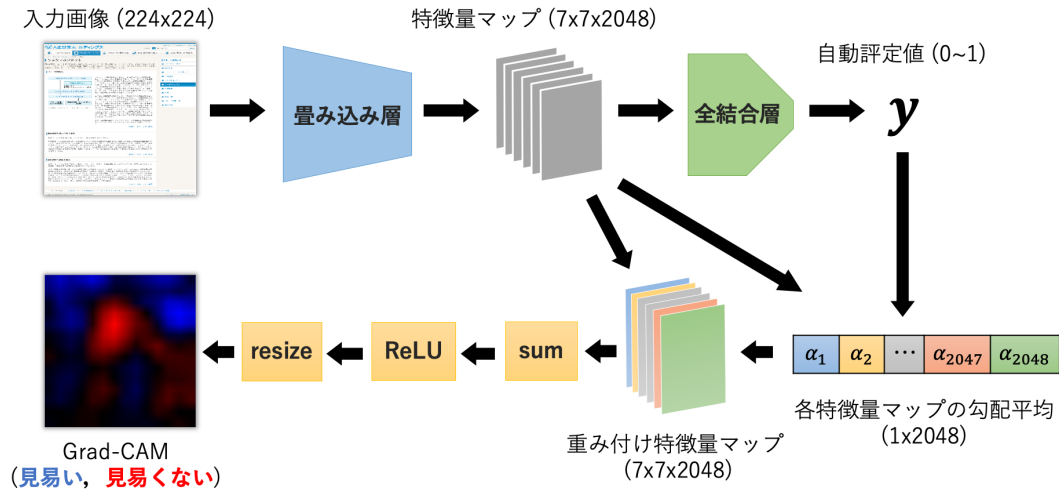 入力画像 (224x224)
特徴量マップ (7x7x2048)
自動評定値 (0~1)
畳み込み層
全結合層
y
resize
ReLU
sum
α1 α2 … α2047 α2048
各特徴量マップの勾配平均
(1x2048)
重み付け特徴量マップ
(7x7x2048)
Grad-CAM
(見易い, 見易くない)